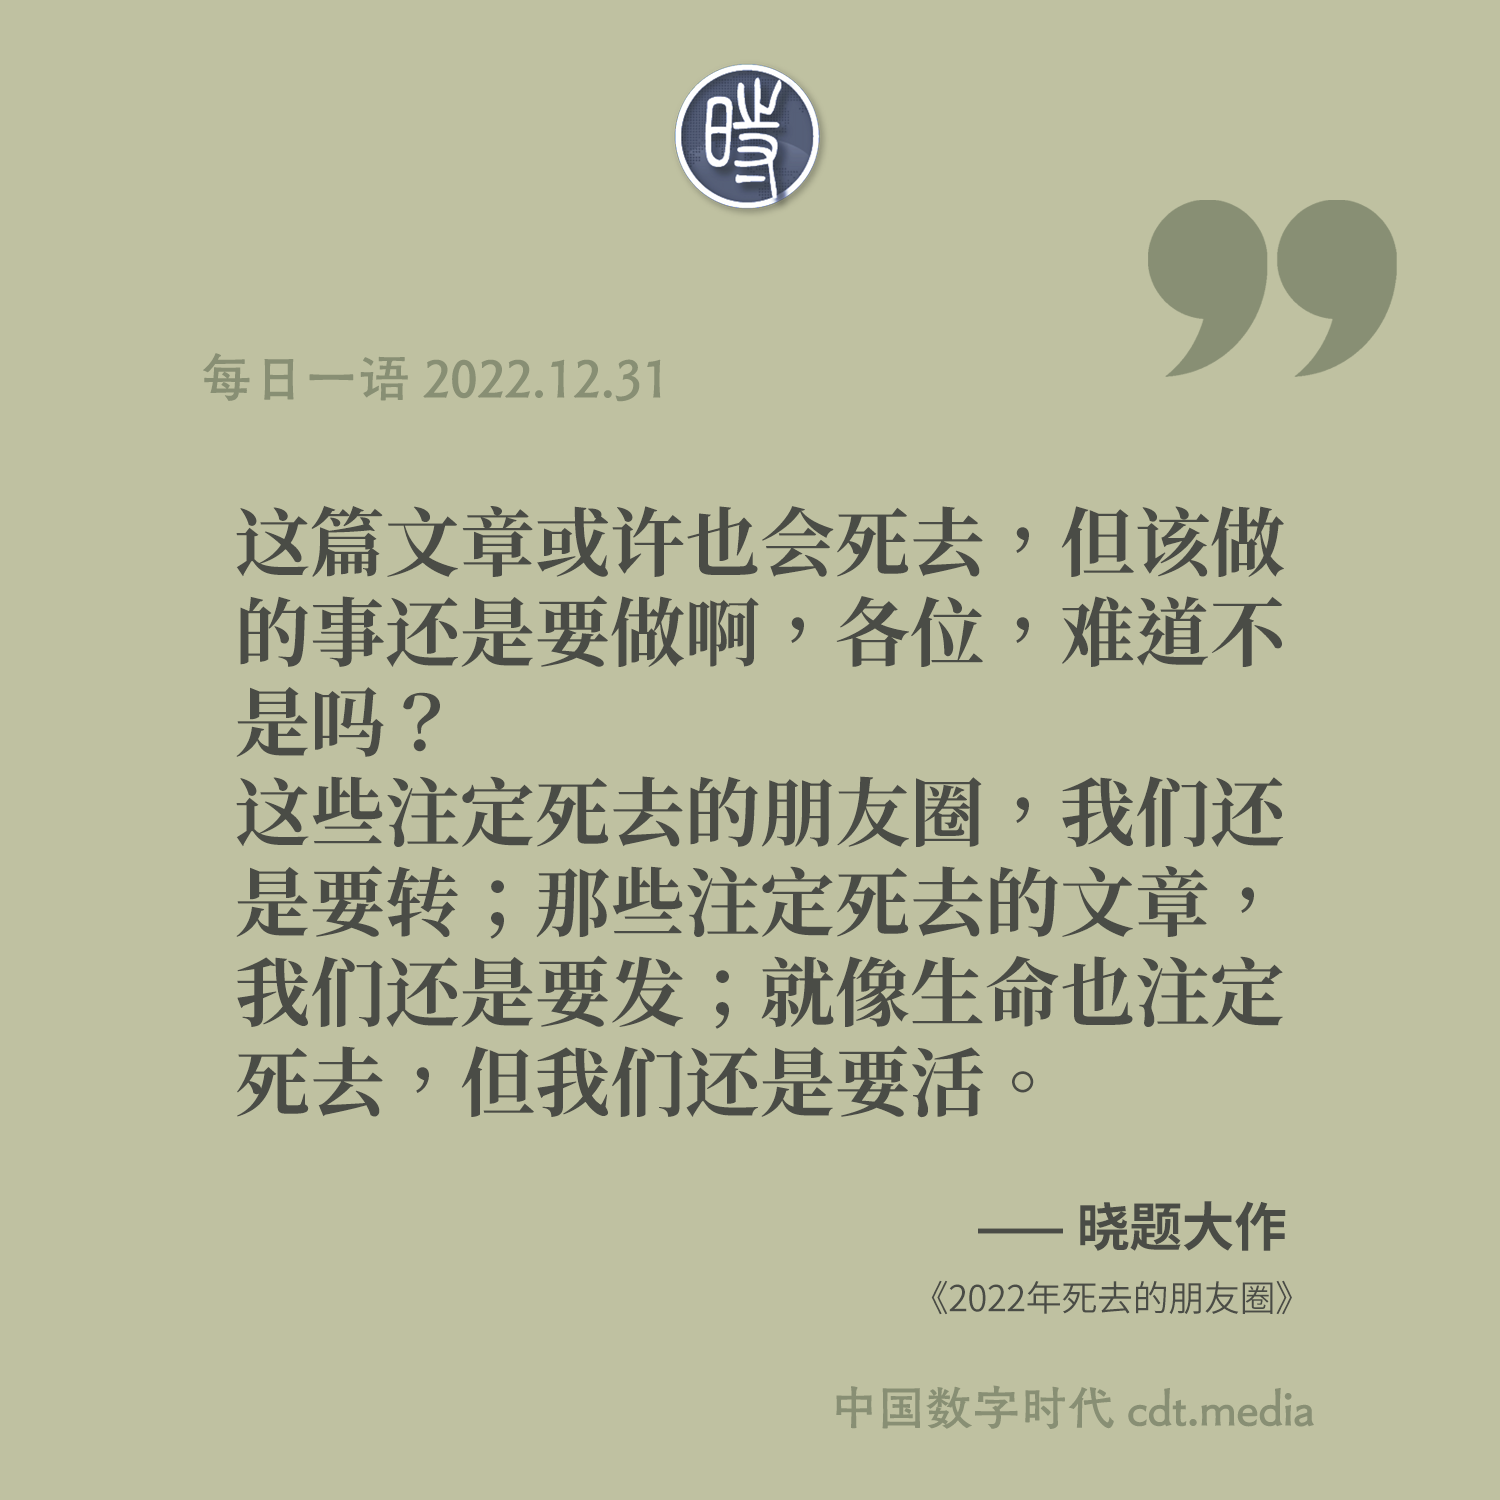 時
每日一语 2022.12.31
这篇文章或许也会死去，但该做
的事还是要做啊，各位，难道不
是吗？
这些注定死去的朋友圈，我们还
是要转；那些注定死去的文章，
我们还是要发；就像生命也注定
死去，但我们还是要活。
—— 晓题大作
《2022年死去的朋友圈》
中国数字时代 cdt.media